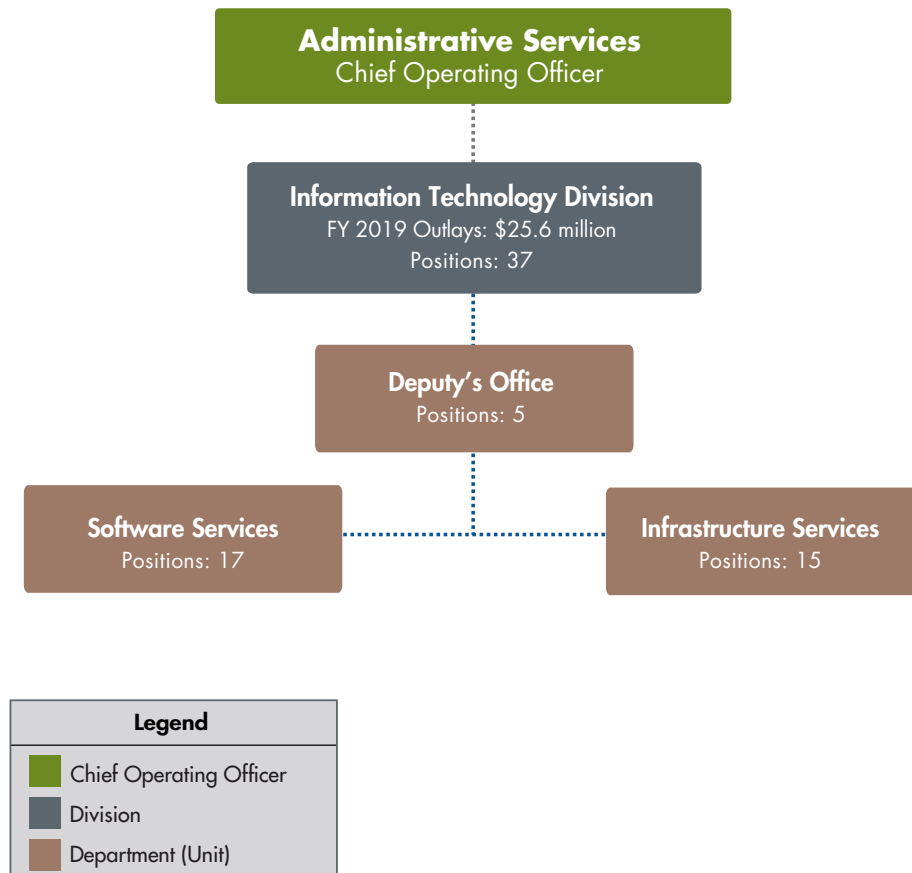 Administrative Services
Chief Operating Officer
Information Technology Division
FY 2019 Outlays: $25.6 million
Positions: 37
Deputy’s Office
Positions: 5
Software Services
Positions: 17
Infrastructure Services
Positions: 15
Legend
Chief Operating Officer
Division
Department (Unit)